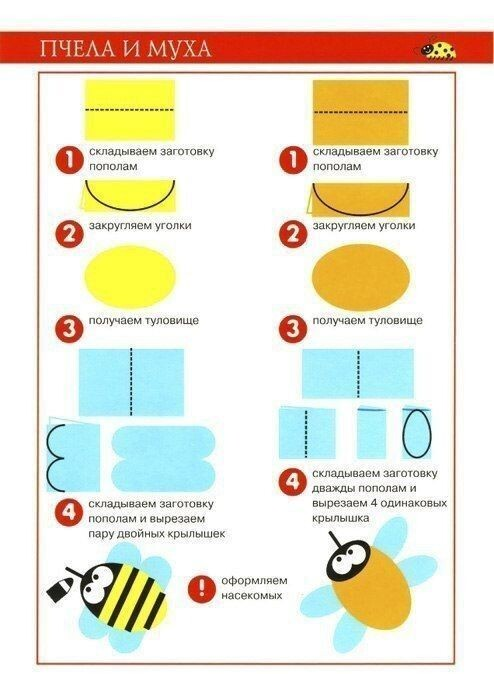 ПЧЕЛА И МУХА
1 складываем заготовку
пополам
2 закругляем уголки
3 получаем туловище
4 складываем заготовку
пополам и вырезаем
пару двойных крылышек
1 складываем заготовку
пополам
2 закругляем уголки
3 получаем туловище
4 складываем заготовку
дважды пополам и
вырезаем 4 одинаковых
крылышка
! оформляем
насекомых